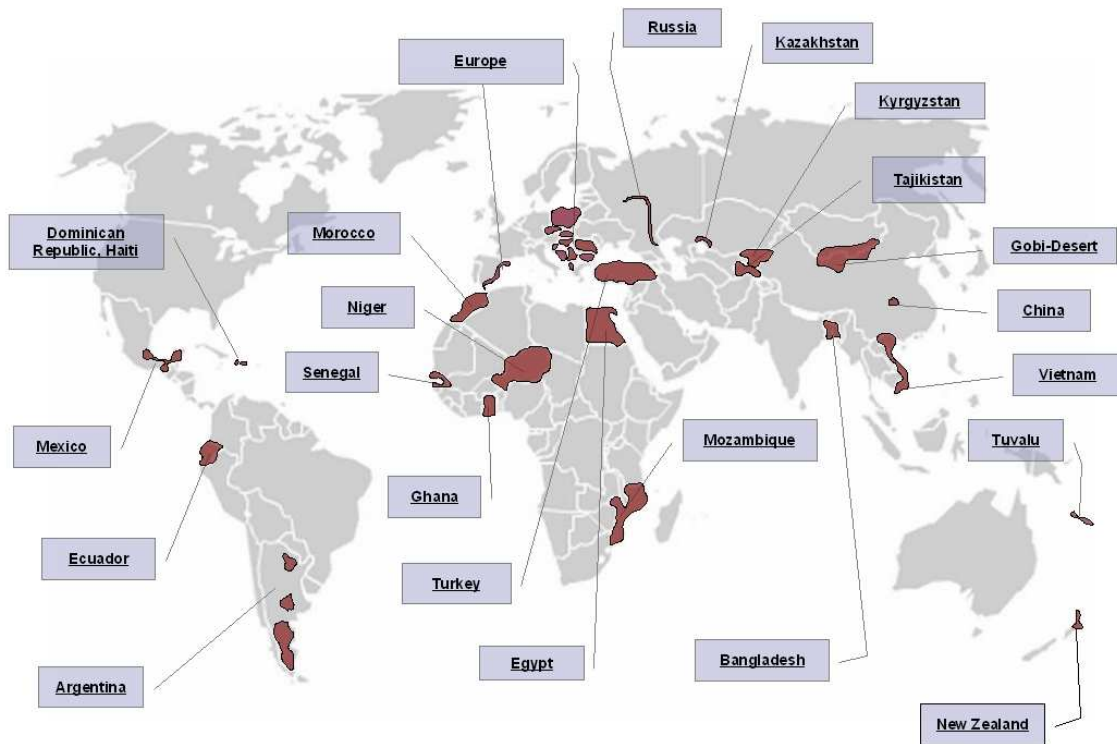 Russia
Kazakhstan
Europe
Kyrgyzstan
Tajikistan
Dominican
Republic, Haiti
Morocco
Gobi-Desert
Niger
China
Senegal
Vietnam
Mexico
Mozambique
Tuvalu
Ghana
Ecuador
Turkey
Egypt
Bangladesh
Argentina
New Zealand